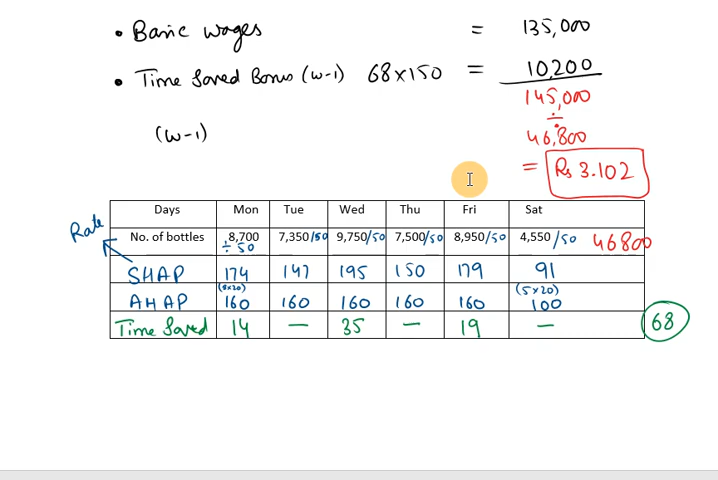 • Basic wages = 135,000
• Time Saved Bonus (W-1) 68x150 = 10,200
145,000
÷
(W-1) 46,800
= Rs 3.102
Rate
Days Mon Tue Wed Thu Fri Sat
No. of bottles 8,700 7,350/50 9,750/50 7,500/50 8,950/50 4,550/50 46800
÷ 50
SHAP 174 147 195 150 179 91
(8x20) (5x20)
AHAP 160 160 160 160 160 100
Time Saved 14 — 35 — 19 — 68